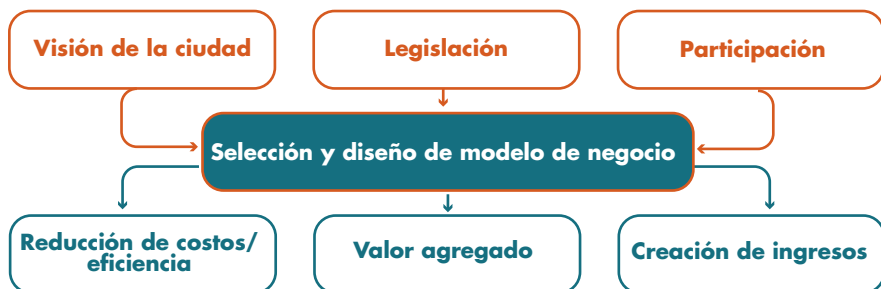 Visión de la ciudad
Legislación
Participación
Selección y diseño de modelo de negocio
Reducción de costos/
eficiencia
Valor agregado
Creación de ingresos